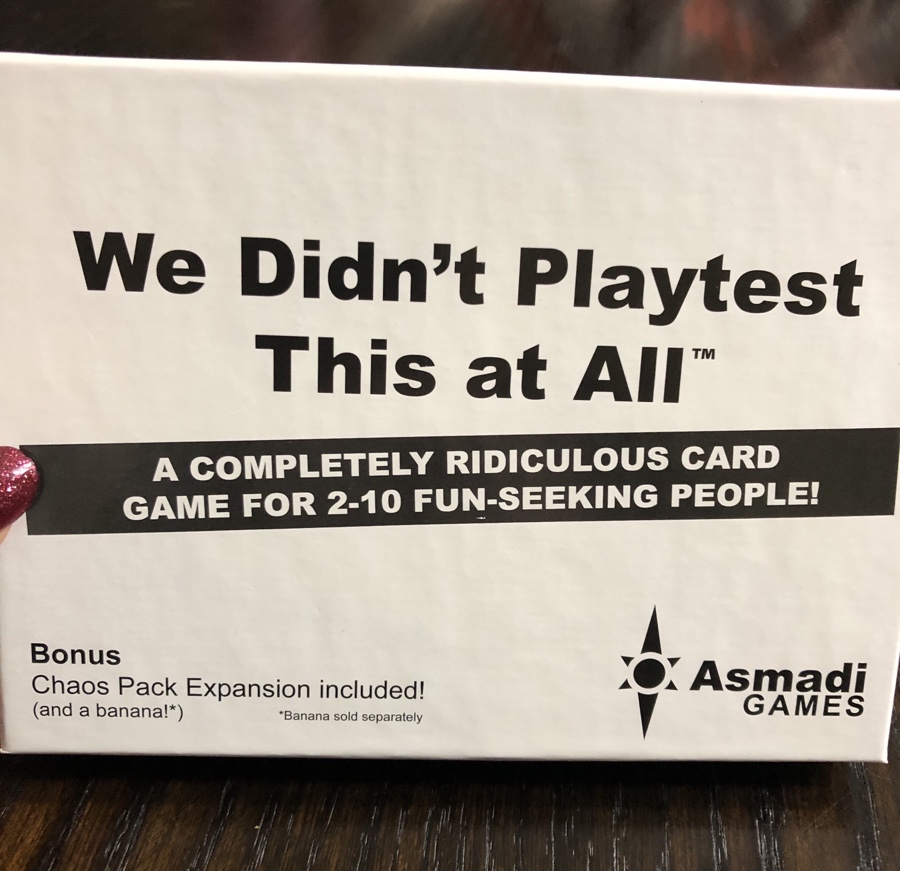 We Didn't Playtest
This at All™
A COMPLETELY RIDICULOUS CARD
GAME FOR 2-10 FUN-SEEKING PEOPLE!
Bonus
Chaos Pack Expansion included!
(and a banana!*)
*Banana sold separately
Asmadi
GAMES